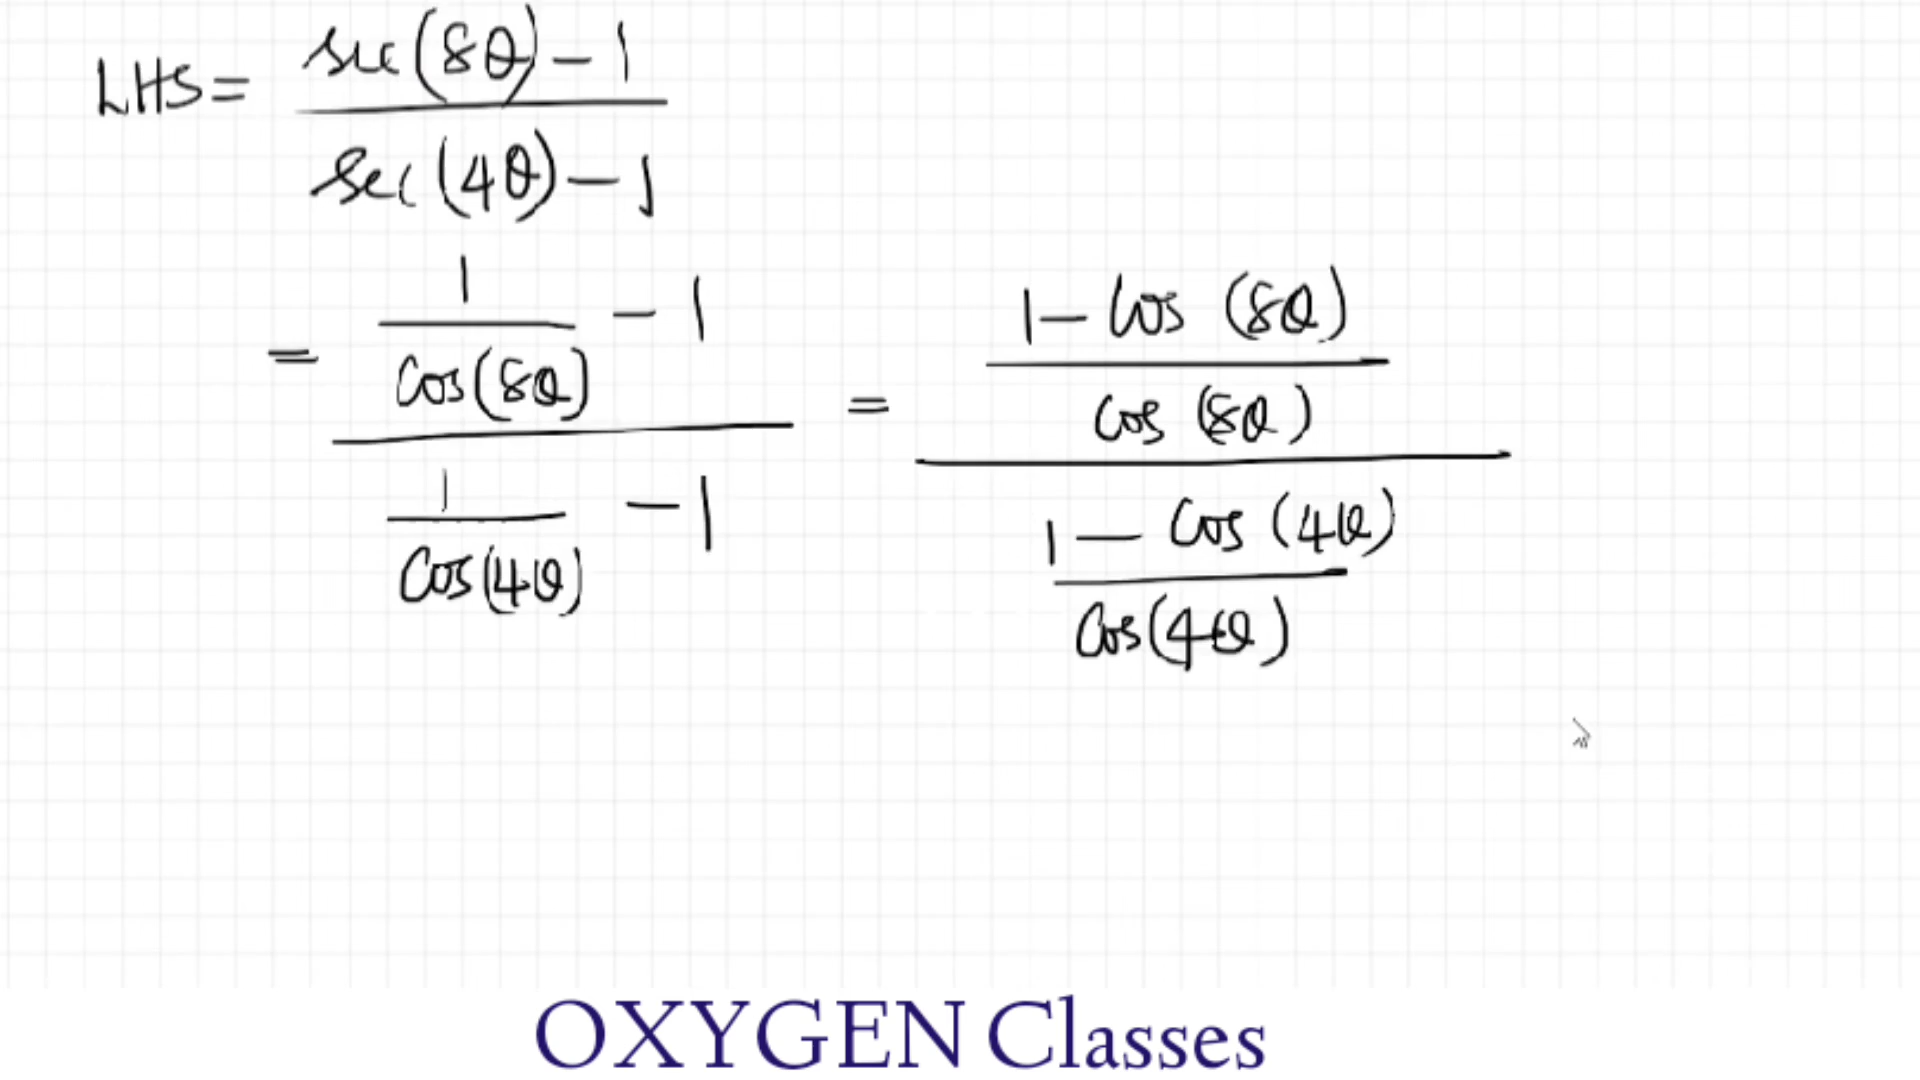 LHS = sec(8θ) - 1 / sec(4θ) - 1
= (1/cos(8θ) - 1) / (1/cos(4θ) - 1) = ((1 - cos(8θ))/cos(8θ)) / ((1 - cos(4θ))/cos(4θ))
OXYGEN Classes